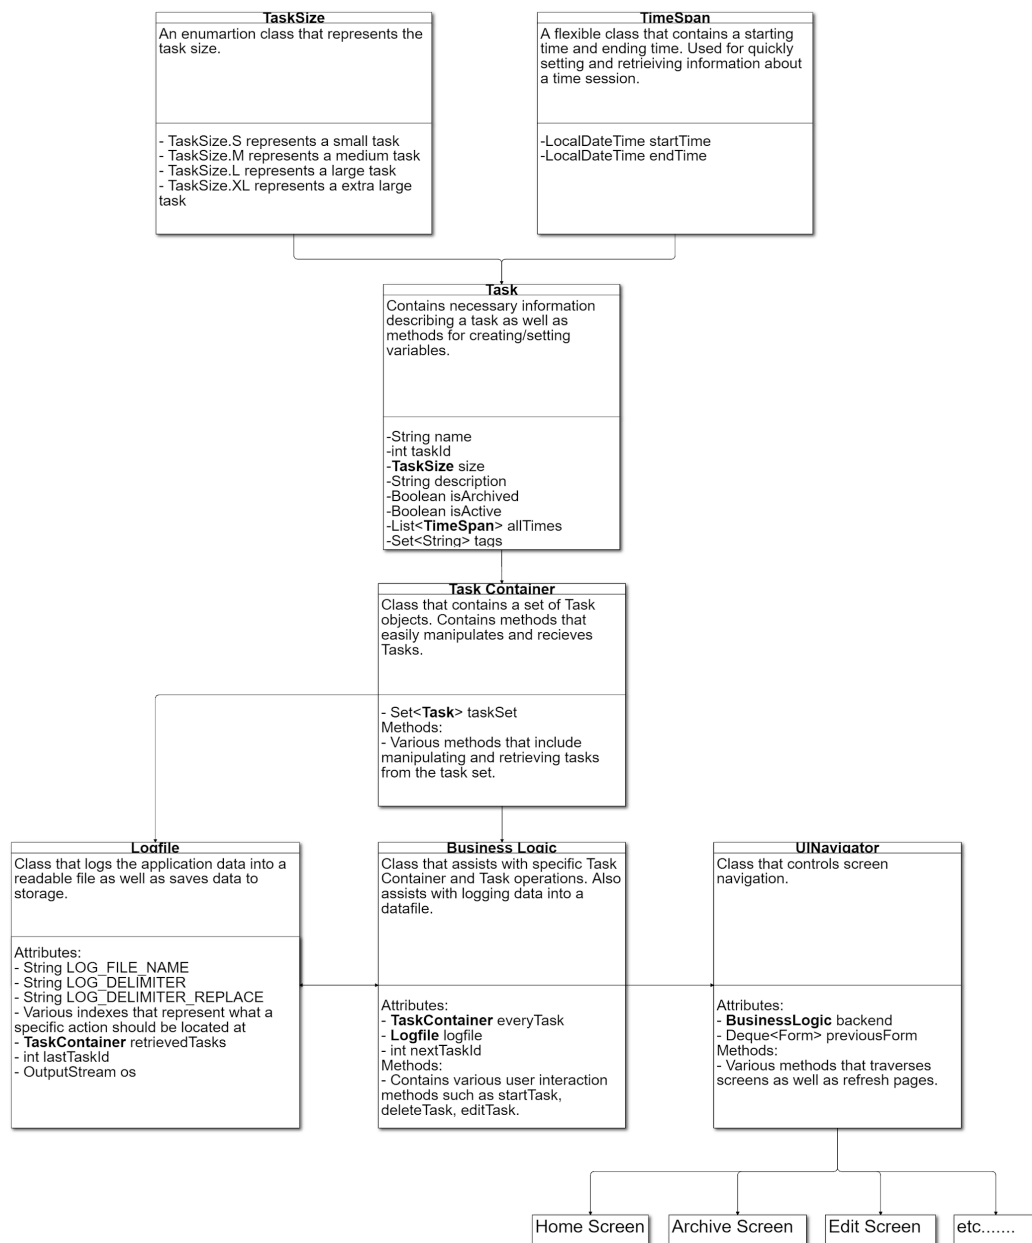 TaskSize
An enumartion class that represents the
task size.
- TaskSize.S represents a small task
- TaskSize.M represents a medium task
- TaskSize.L represents a large task
- TaskSize.XL represents a extra large
task
TimeSpan
A flexible class that contains a starting
time and ending time. Used for quickly
setting and retrieiving information about
a time session.
-LocalDateTime startTime
-LocalDateTime endTime
Task
Contains necessary information
describing a task as well as
methods for creating/setting
variables.
-String name
-int taskId
-TaskSize size
-String description
-Boolean isArchived
-Boolean isActive
-List<TimeSpan> allTimes
-Set<String> tags
Task Container
Class that contains a set of Task
objects. Contains methods that
easily manipulates and recieves
Tasks.
- Set<Task> taskSet
Methods:
- Various methods that include
manipulating and retrieving tasks
from the task set.
Logfile
Class that logs the application data into a
readable file as well as saves data to
storage.
Attributes:
- String LOG_FILE_NAME
- String LOG_DELIMITER
- String LOG_DELIMITER_REPLACE
- Various indexes that represent what a
specific action should be located at
- TaskContainer retrievedTasks
- int lastTaskId
- OutputStream os
Business Logic
Class that assists with specific Task
Container and Task operations. Also
assists with logging data into a
datafile.
Attributes:
- TaskContainer everyTask
- Logfile logfile
- int nextTaskId
Methods:
- Contains various user interaction
methods such as startTask,
deleteTask, editTask.
UINavigator
Class that controls screen
navigation.
Attributes:
- BusinessLogic backend
- Deque<Form> previousForm
Methods:
- Various methods that traverses
screens as well as refresh pages.
Home Screen
Archive Screen
Edit Screen
etc.......